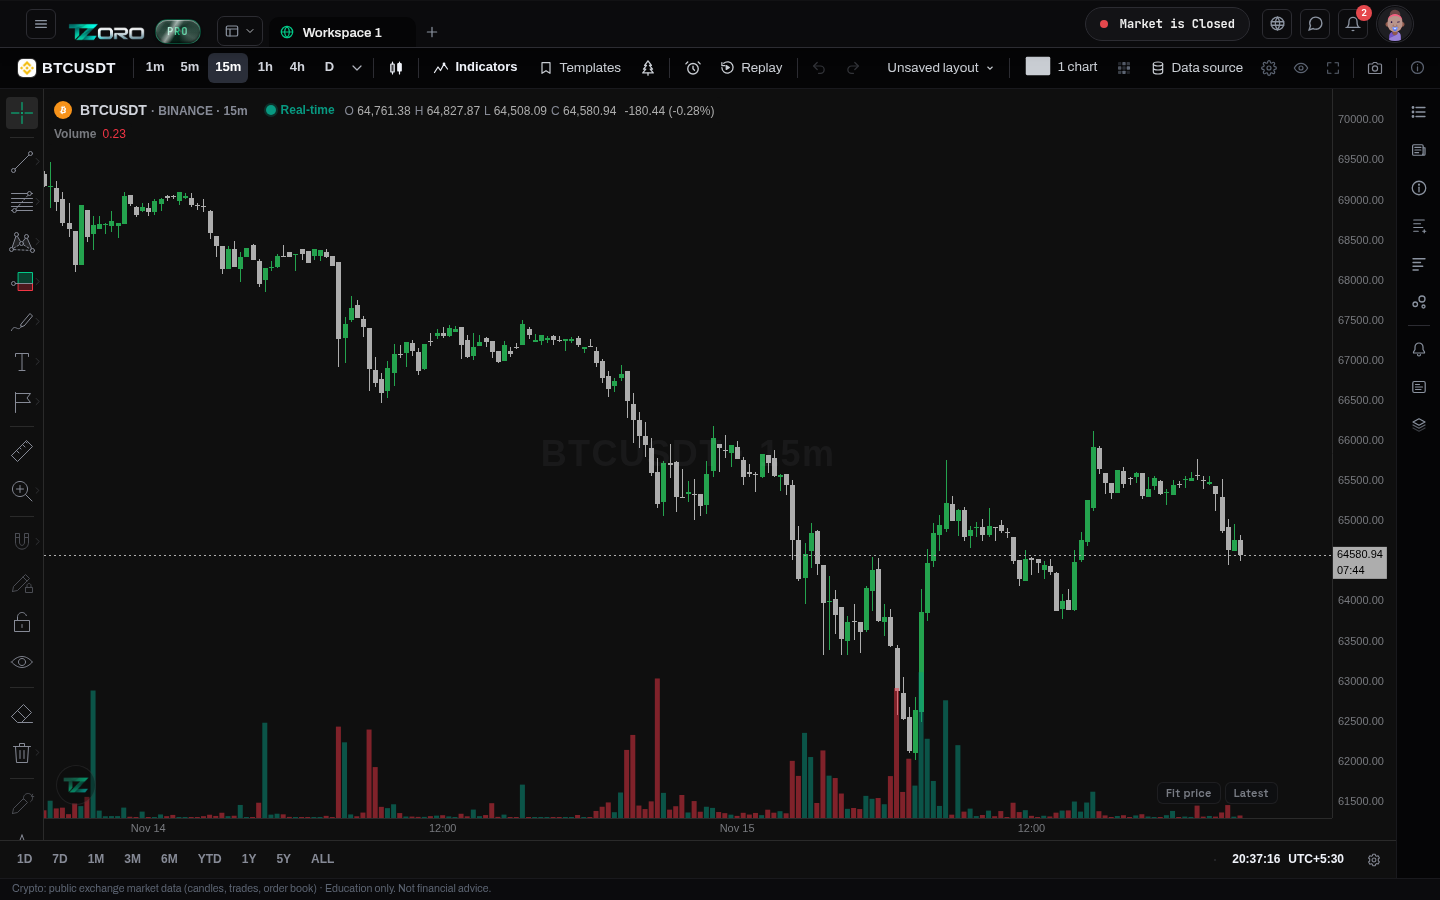 TZORO PRO Workspace 1 Market is Closed 2
BTCUSDT 1m 5m 15m 1h 4h D Indicators Templates Replay Unsaved layout 1 chart Data source
BTCUSDT · BINANCE · 15m Real-time O 64,761.38 H 64,827.87 L 64,508.09 C 64,580.94 -180.44 (-0.28%)
Volume 0.23
70000.00
69500.00
69000.00
68500.00
68000.00
67500.00
67000.00
66500.00
66000.00
BTCUSDT 15m
65500.00
65000.00
64580.94
07:44
64000.00
63500.00
63000.00
62500.00
62000.00
61500.00
TZ
Fit price Latest
Nov 14 12:00 Nov 15 12:00
1D 7D 1M 3M 6M YTD 1Y 5Y ALL 20:37:16 UTC+5:30
Crypto: public exchange market data (candles, trades, order book) · Education only. Not financial advice.